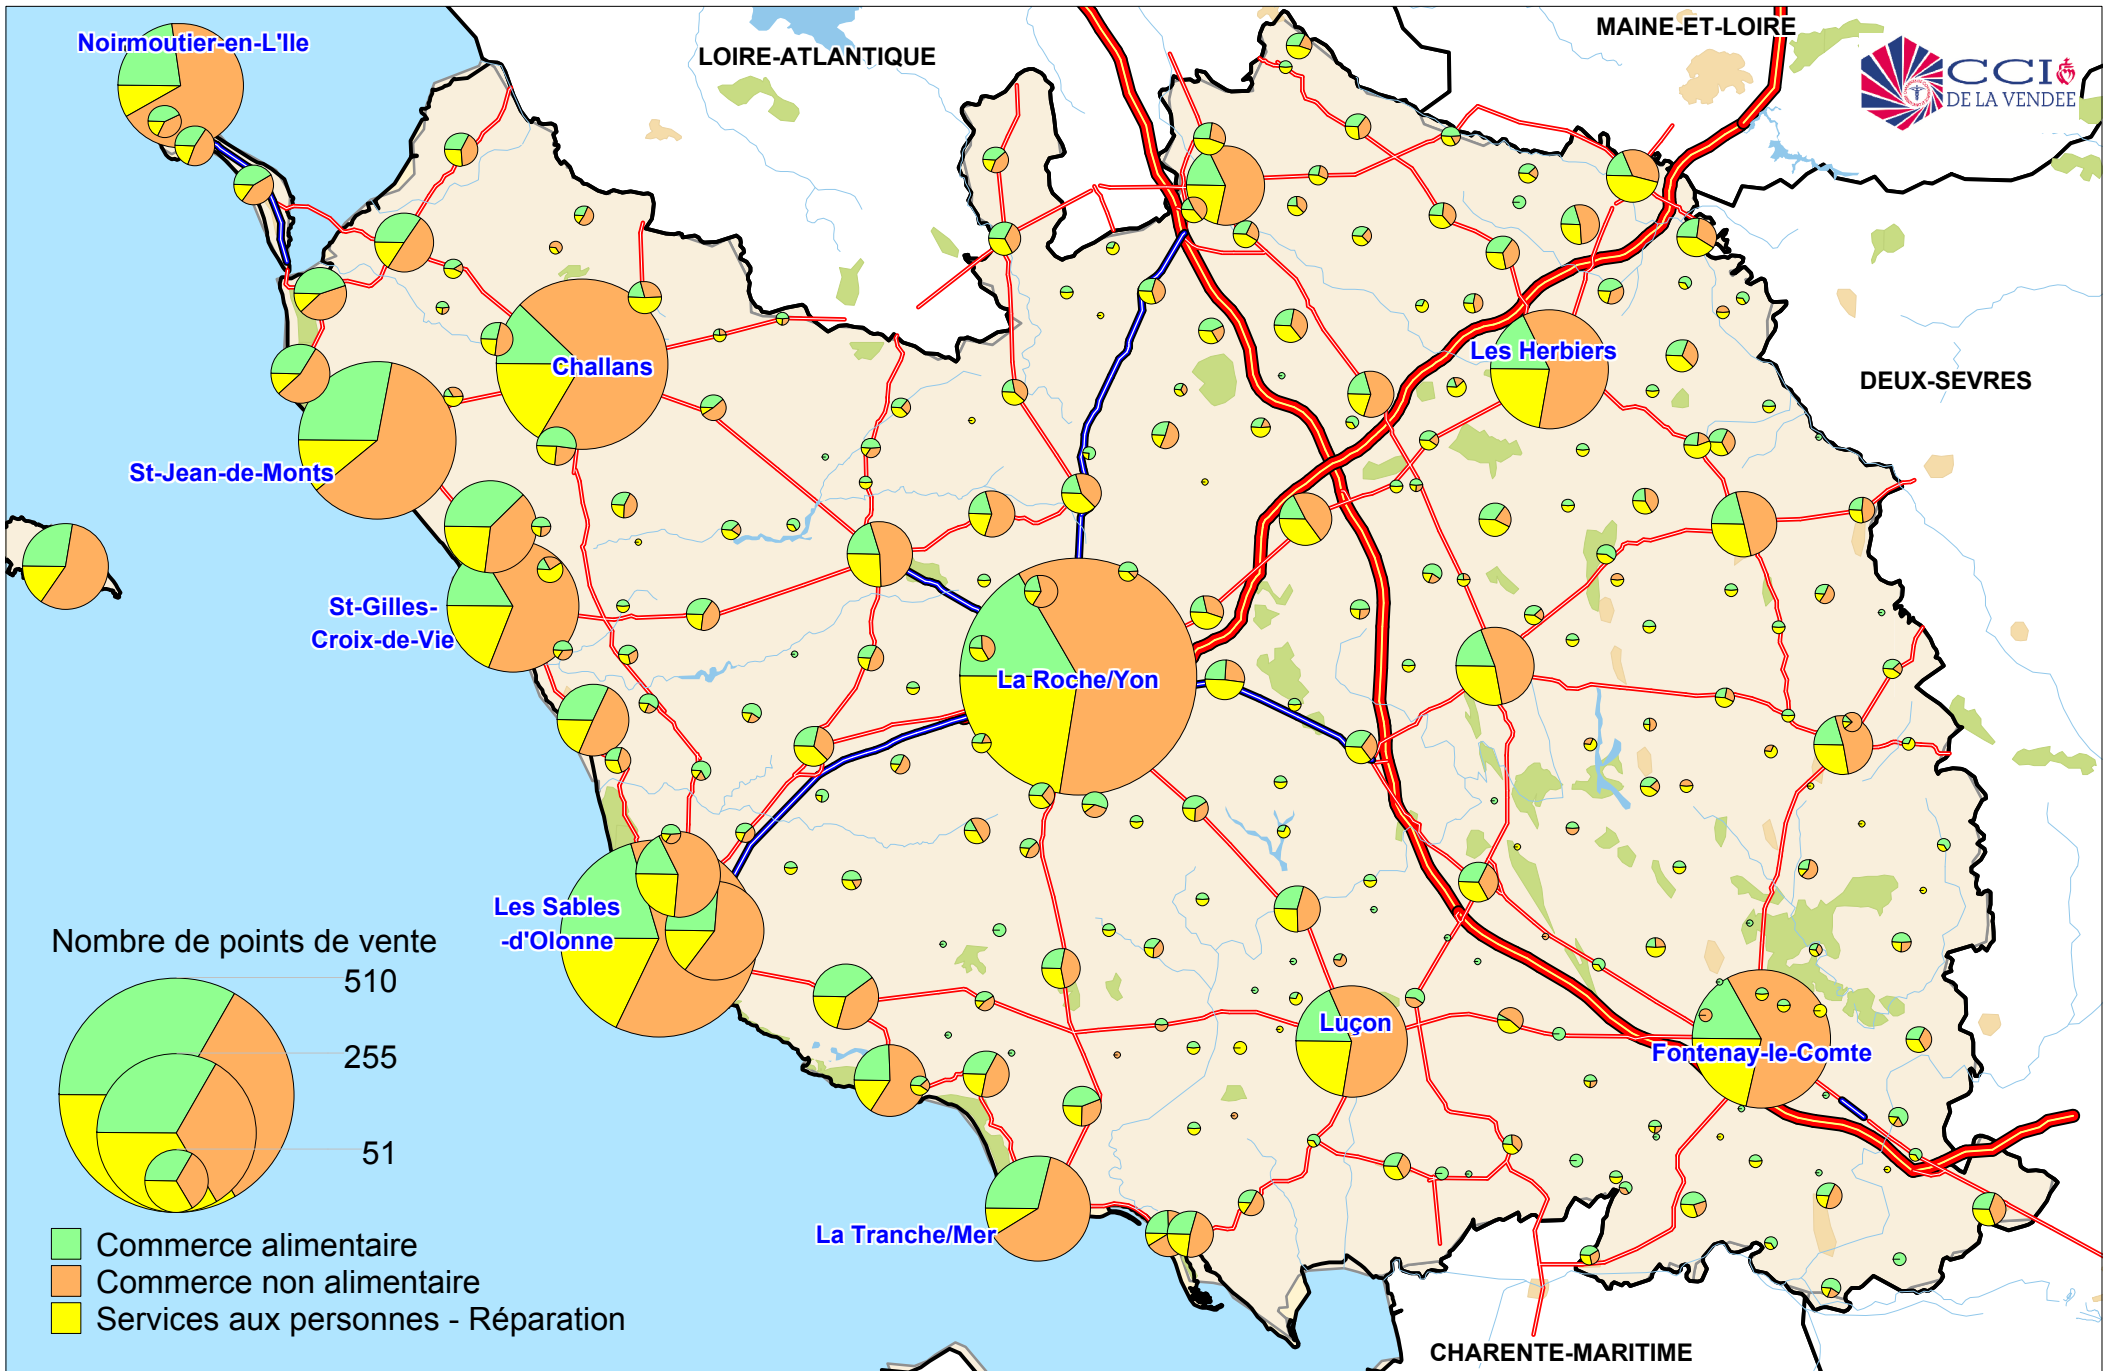 MAINE-ET-LOIRE
Noirmoutier-en-L'Ile
LOIRE-ATLANTIQUE
CCI
DE LA VENDEE
Les Herbiers
Challans
DEUX-SEVRES
St-Jean-de-Monts
St-Gilles-
Croix-de-Vie
La Roche/Yon
Les Sables
-d'Olonne
Nombre de points de vente
510
255
51
Luçon
Fontenay-le-Comte
La Tranche/Mer
Commerce alimentaire
Commerce non alimentaire
Services aux personnes - Réparation
CHARENTE-MARITIME